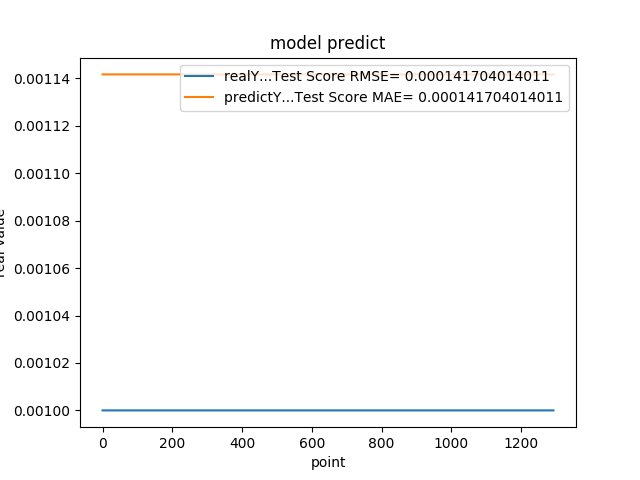 model predict
realY...Test Score RMSE= 0.000141704014011
predictY...Test Score MAE= 0.000141704014011
0.00114
0.00112
0.00110
0.00108
0.00106
0.00104
0.00102
0.00100
real value
0 200 400 600 800 1000 1200
point